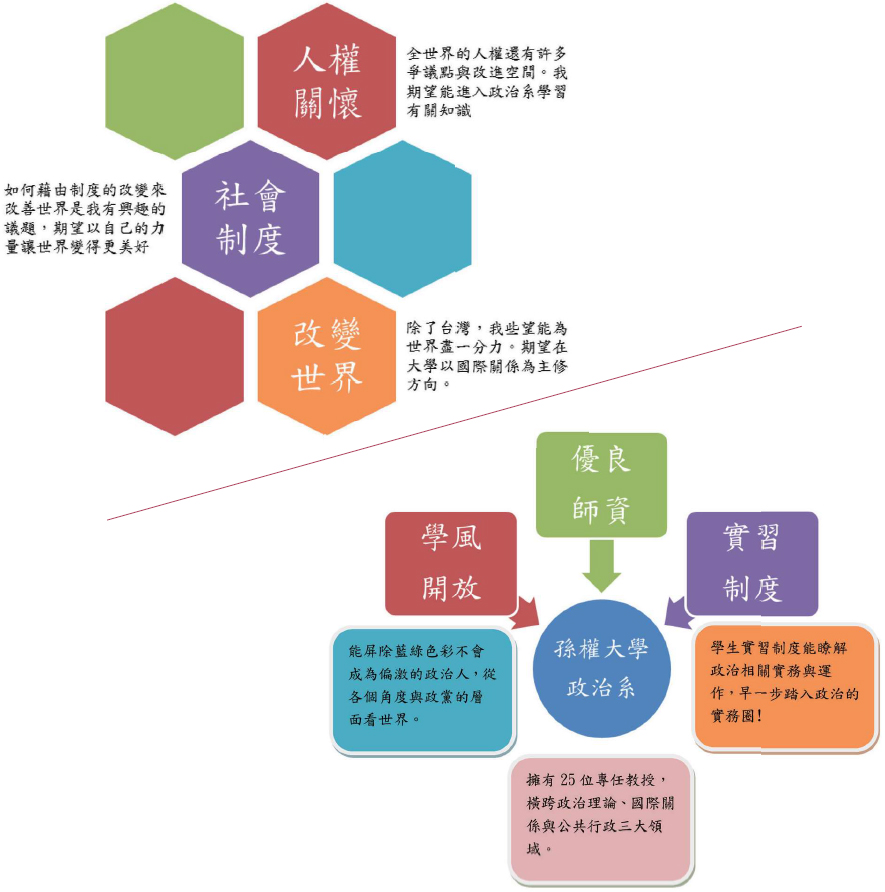 人權
關懷
全世界的人權還有許多
爭議點與改進空間。我
期望能進入政治系學習
有關知識
社會
制度
如何藉由制度的改變來
改善世界是我有興趣的
議題，期望以自己的力
量讓世界變得更美好
改變
世界
除了台灣，我些望能為
世界盡一分力。期望在
大學以國際關係為主修
方向。
優良
師資
學風
開放
實習
制度
孫權大學
政治系
能屏除藍綠色彩不會
成為偏激的政治人，從
各個角度與政黨的層
面看世界。
學生實習制度能瞭解
政治相關實務與運
作，早一步踏入政治的
實務圈!
擁有 25 位專任教授，
橫跨政治理論、國際關
係與公共行政三大領
域。